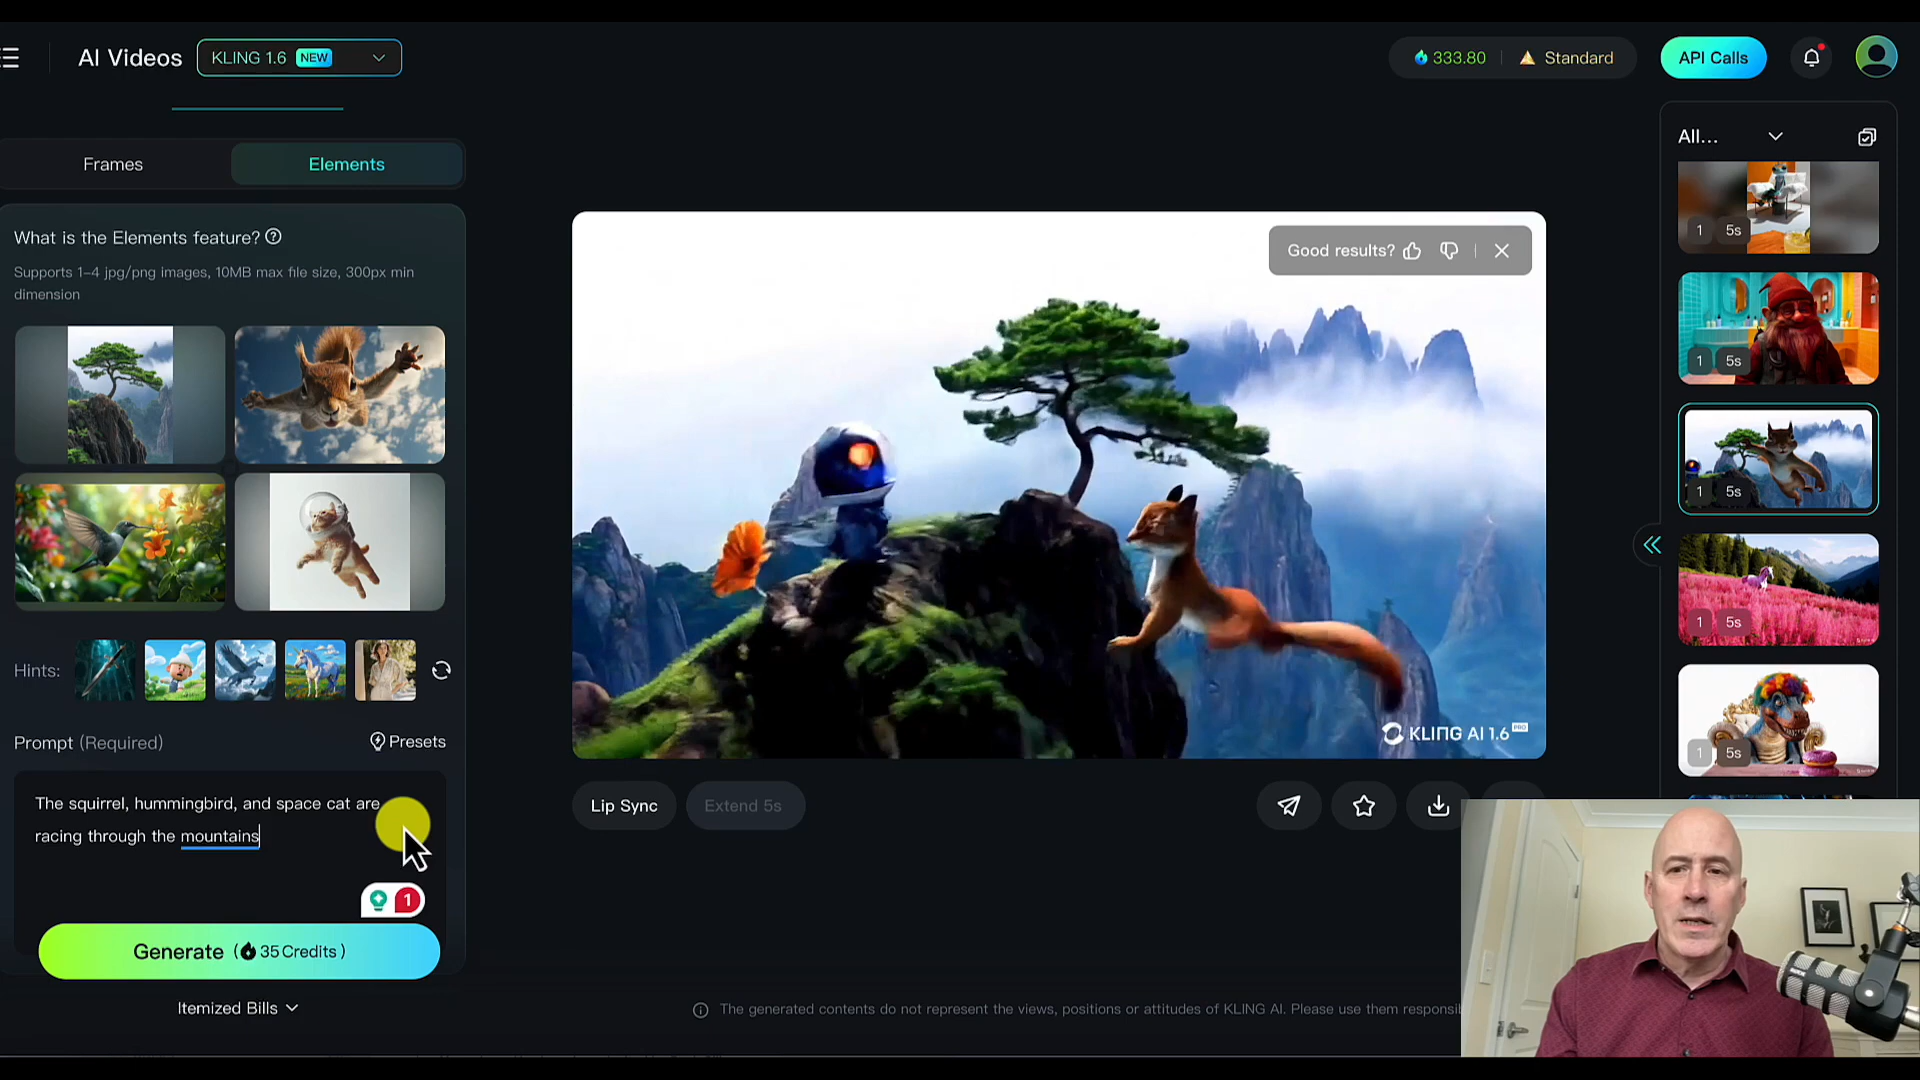 AI Videos
KLING 1.6 NEW
333.80
Standard
API Calls
Frames
Elements
What is the Elements feature?
Supports 1-4 jpg/png images, 10MB max file size, 300px min
dimension
Hints:
Prompt (Required)
Presets
The squirrel, hummingbird, and space cat are
racing through the mountains
1
Generate ( 35 Credits )
Itemized Bills
Good results?
KLING AI 1.6 PRO
Lip Sync
Extend 5s
The generated contents do not represent the views, positions or attitudes of KLING AI. Please use them responsi
All...
1 5s
1 5s
1 5s
1 5s
1 5s